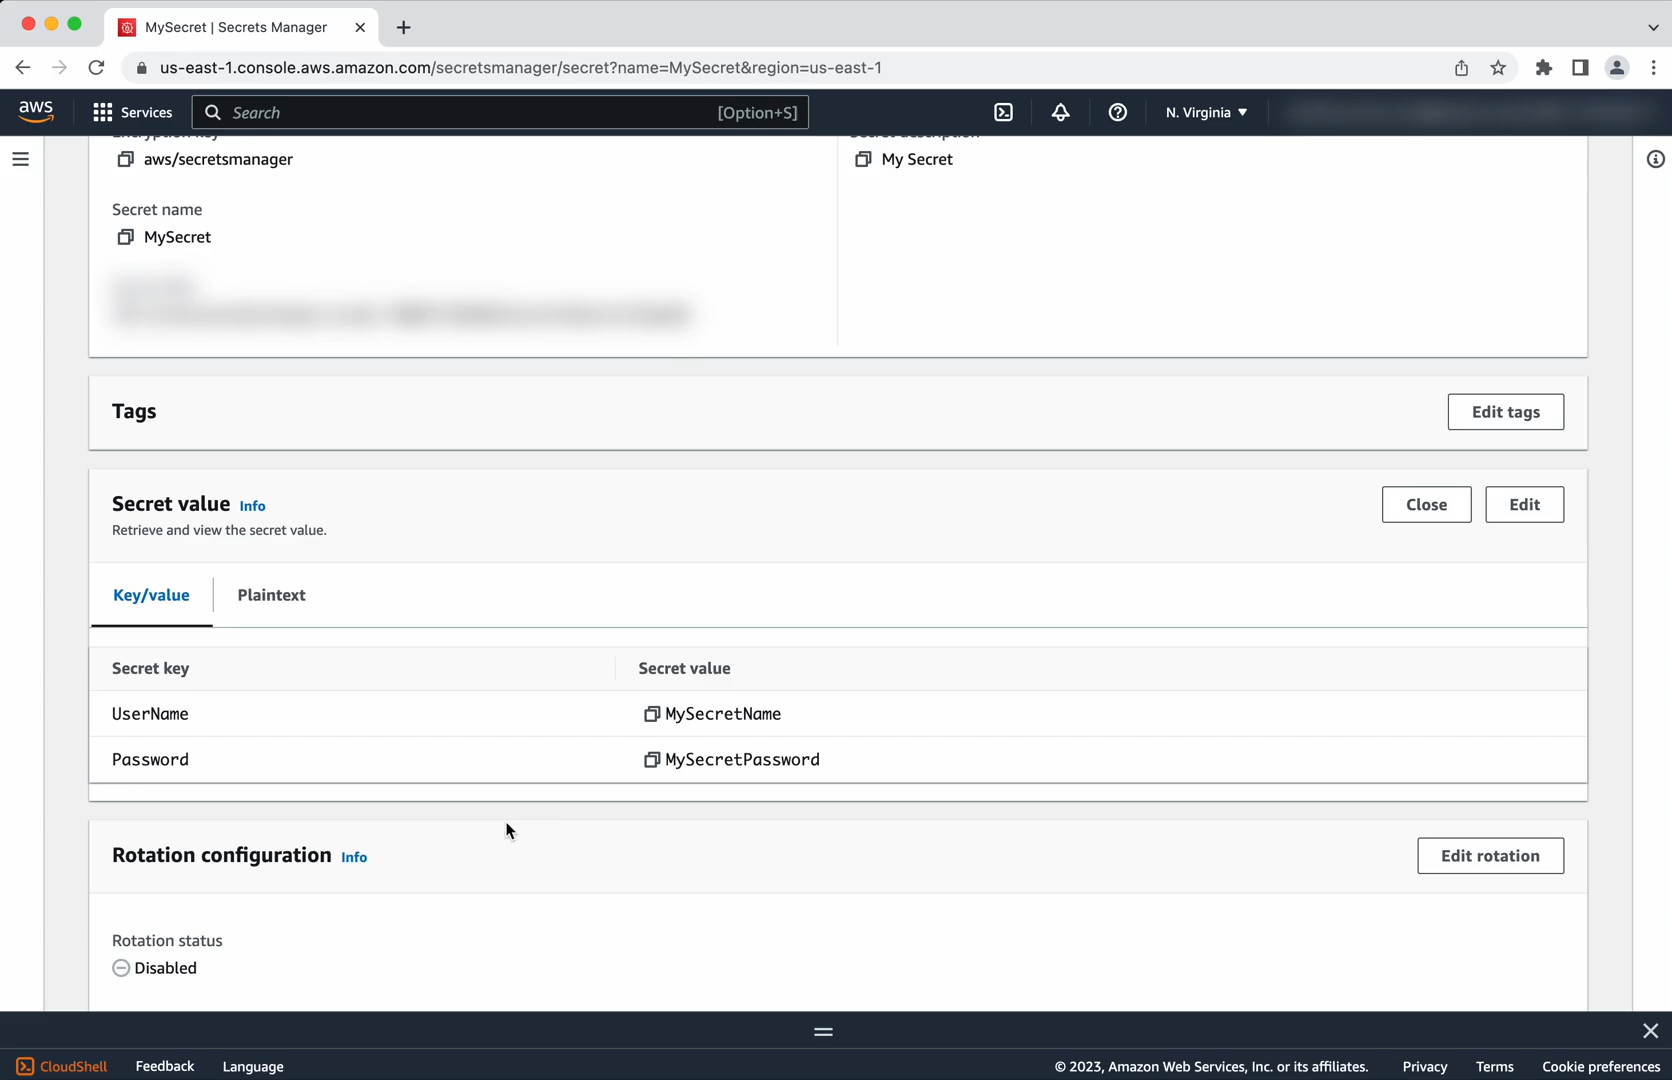 MySecret | Secrets Manager
us-east-1.console.aws.amazon.com/secretsmanager/secret?name=MySecret&region=us-east-1
aws
Services
Search
[Option+S]
N. Virginia
Encryption key
Secret description
aws/secretsmanager
My Secret
Secret name
MySecret
Tags
Edit tags
Secret value Info
Close
Edit
Retrieve and view the secret value.
Key/value
Plaintext
Secret key
Secret value
UserName
MySecretName
Password
MySecretPassword
Rotation configuration Info
Edit rotation
Rotation status
Disabled
CloudShell
Feedback
Language
© 2023, Amazon Web Services, Inc. or its affiliates.
Privacy
Terms
Cookie preferences